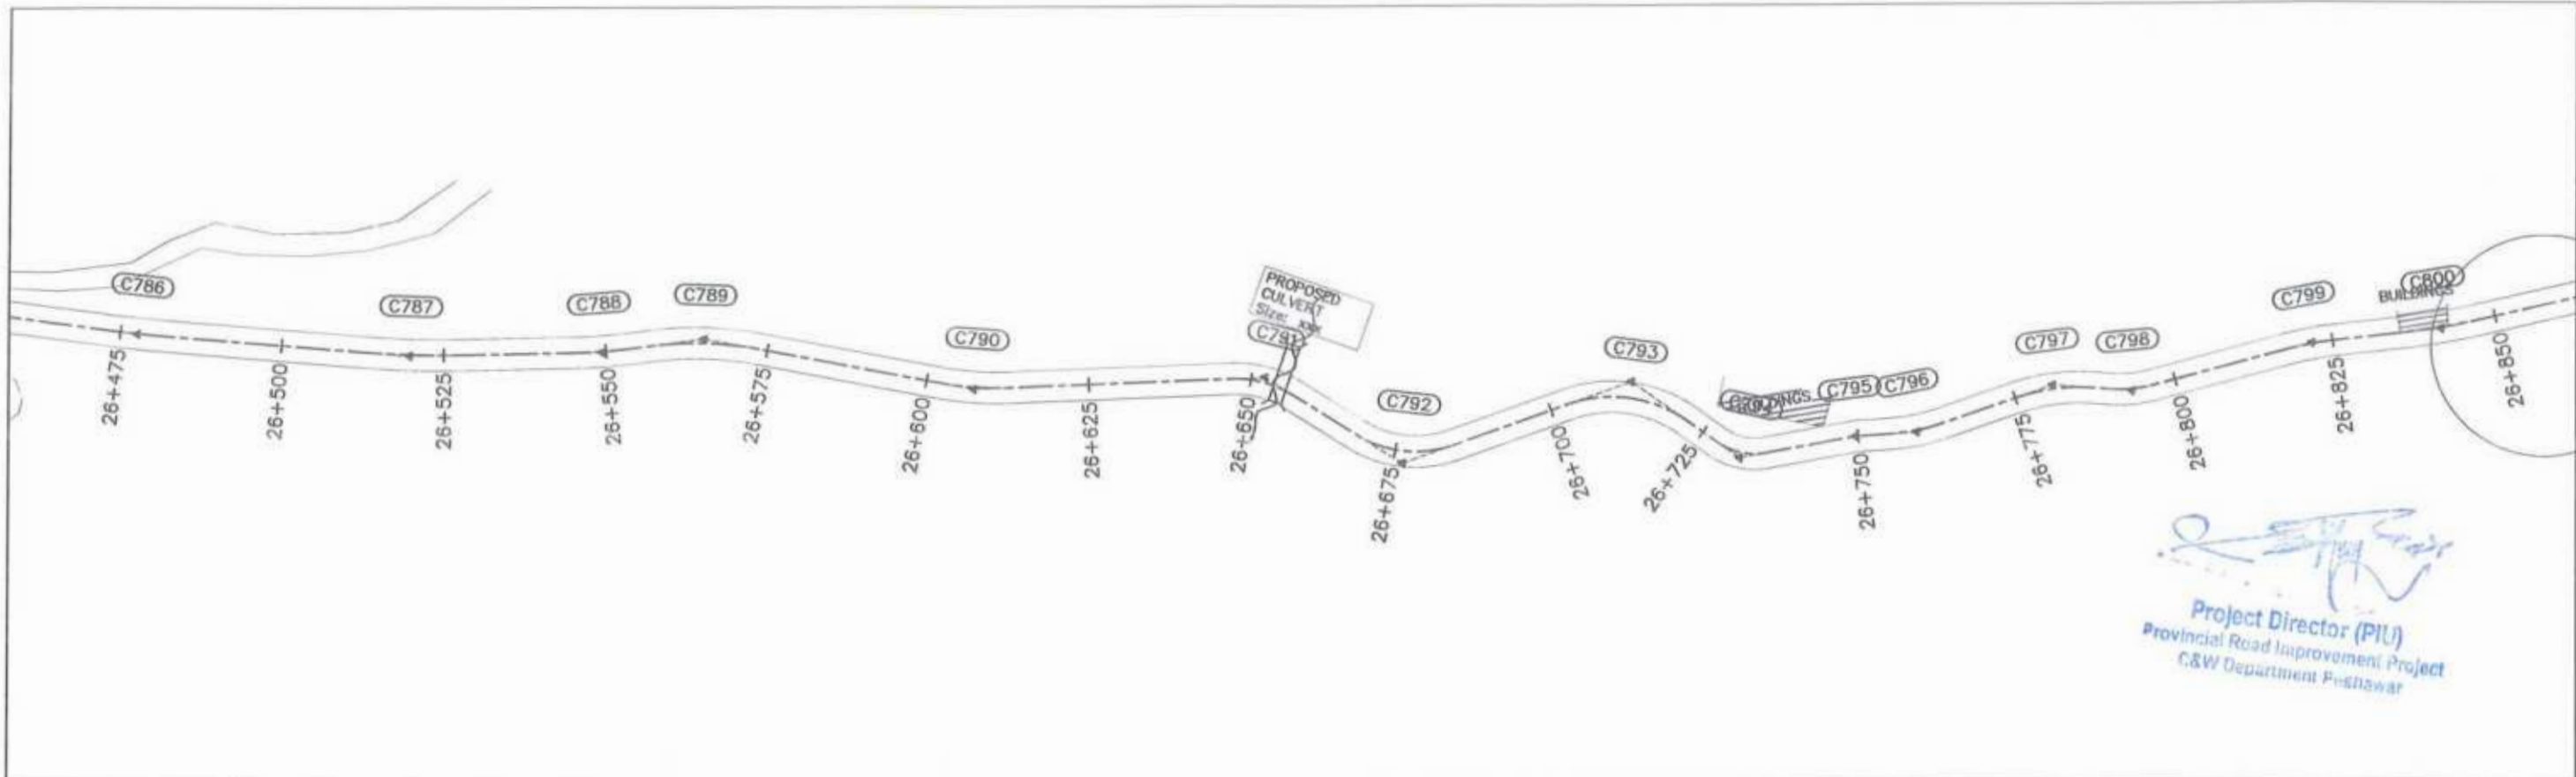 C786
C787
C788
C789
C790
PROPOSED
CULVERT
Size:
C791
C792
C793
BUILDINGS
C795
C796
C797
C798
C799
C800
BUILDINGS
26+475
26+500
26+525
26+550
26+575
26+600
26+625
26+650
26+675
26+700
26+725
26+750
26+775
26+800
26+825
26+850
Project Director (PIU)
Provincial Road Improvement Project
C&W Department Peshawar